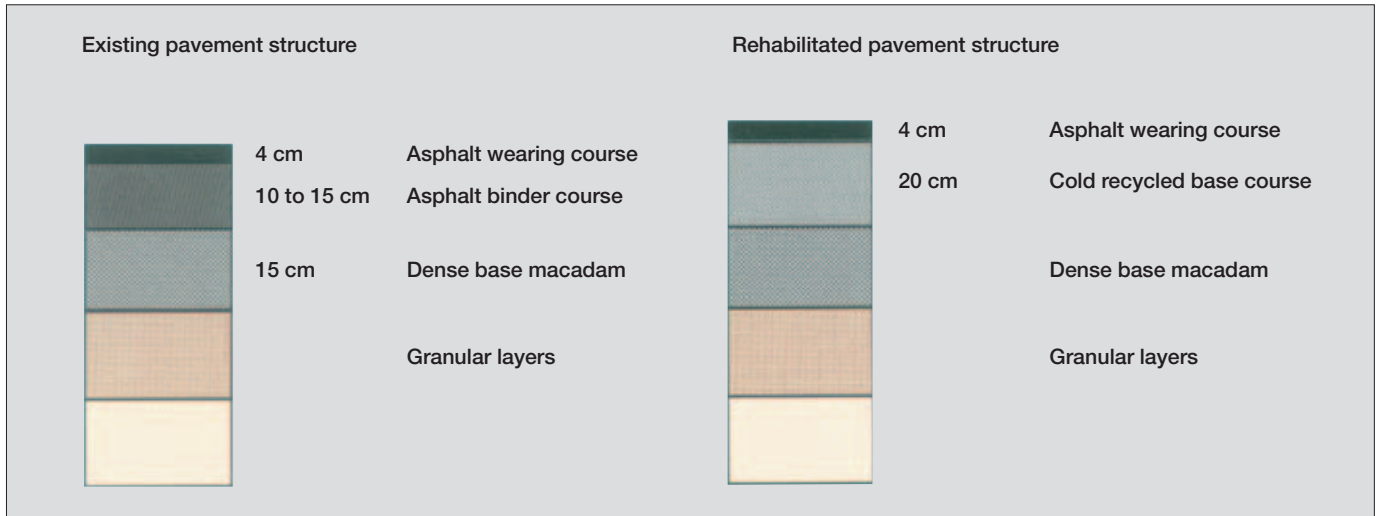 Existing pavement structure
4 cm Asphalt wearing course
10 to 15 cm Asphalt binder course
15 cm Dense base macadam
Granular layers
Rehabilitated pavement structure
4 cm Asphalt wearing course
20 cm Cold recycled base course
Dense base macadam
Granular layers